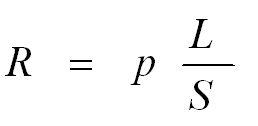 R = p L/S